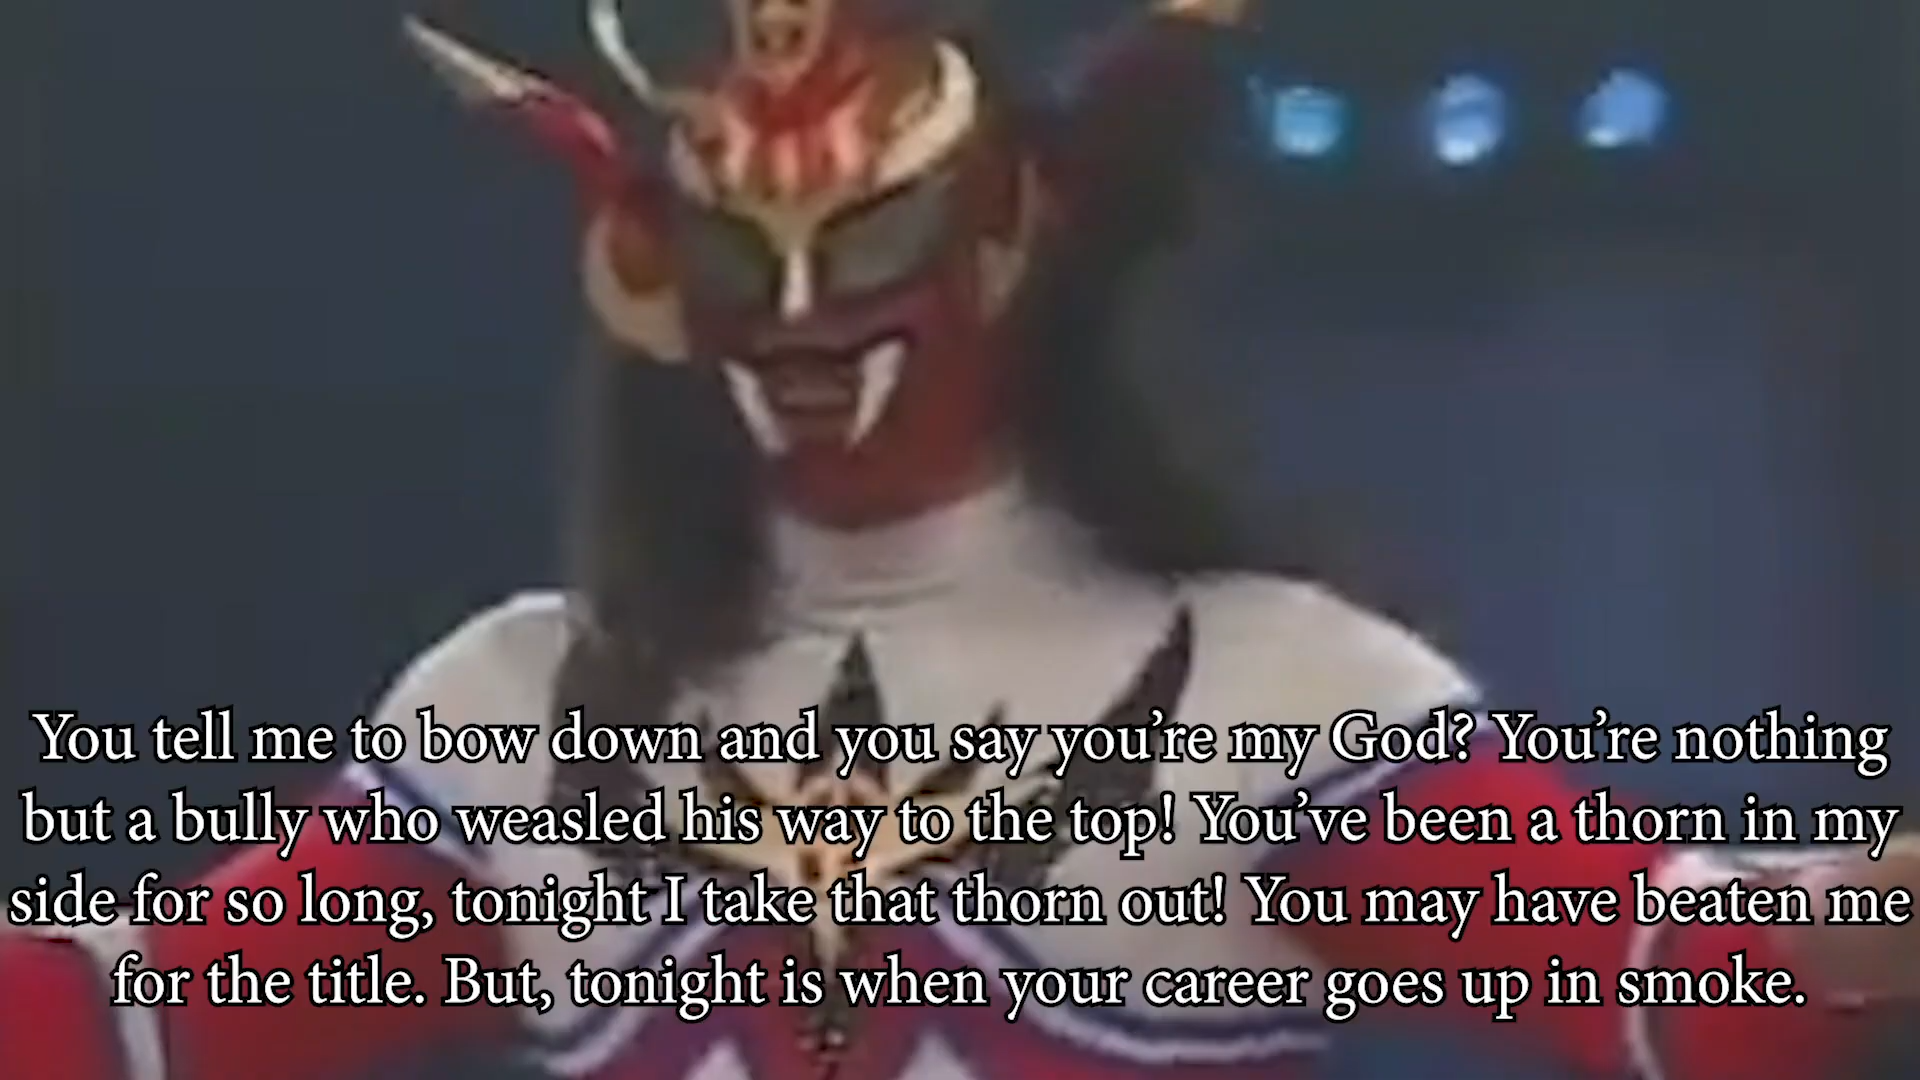 You tell me to bow down and you say you’re my God? You’re nothing
but a bully who weasled his way to the top! You’ve been a thorn in my
side for so long, tonight I take that thorn out! You may have beaten me
for the title. But, tonight is when your career goes up in smoke.